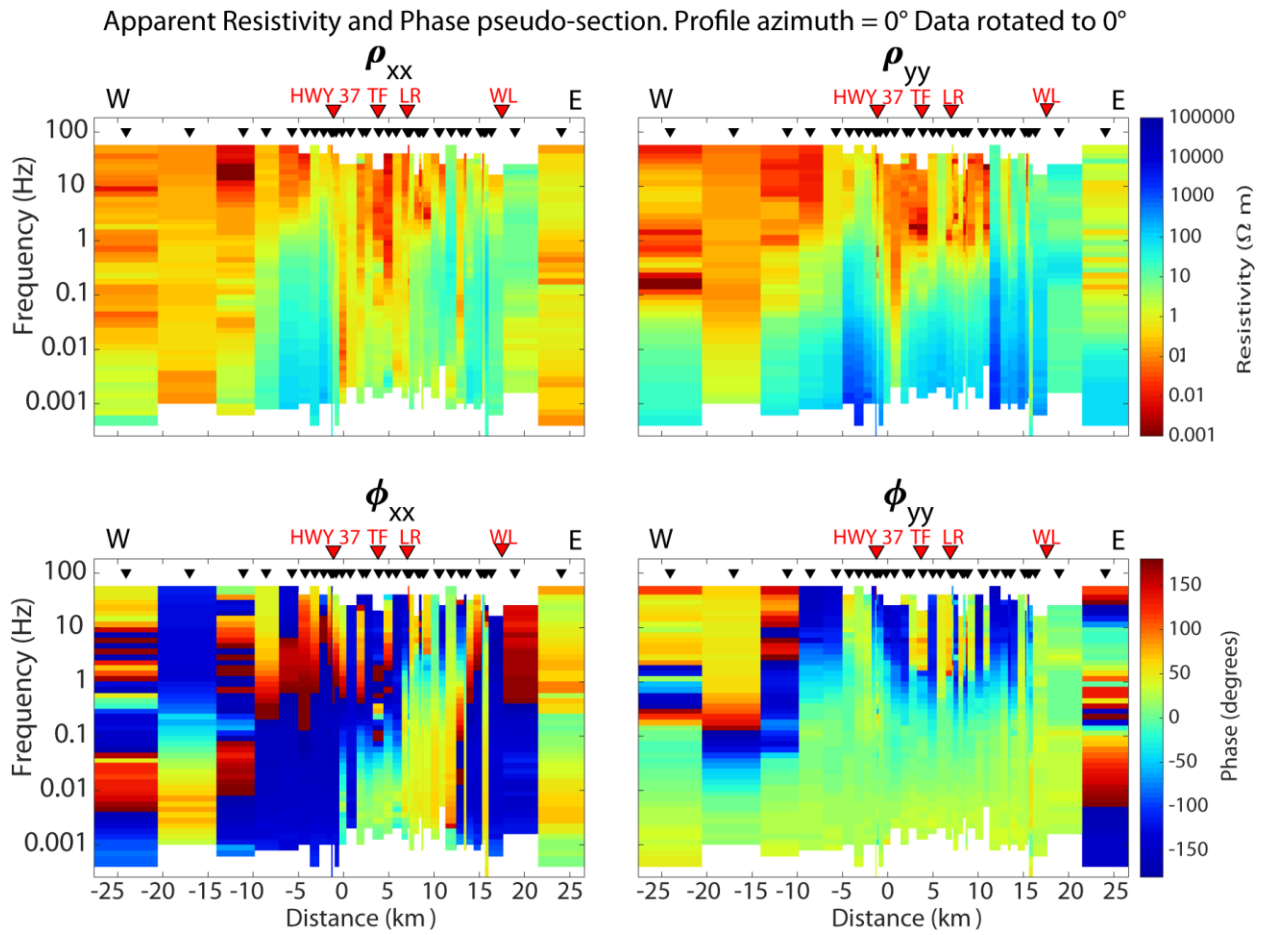 Apparent Resistivity and Phase pseudo-section. Profile azimuth = 0° Data rotated to 0°
ρxx ρyy
W HWY 37 TF LR WL E W HWY 37 TF LR WL E
Frequency (Hz)
100
10
1
0.1
0.01
0.001
Resistivity (Ω m)
100000
10000
1000
100
10
1
01
0.01
0.001
ϕxx ϕyy
W HWY 37 TF LR WL E W HWY 37 TF LR WL E
Frequency (Hz)
100
10
1
0.1
0.01
0.001
Phase (degrees)
150
100
50
0
-50
-100
-150
-25 -20 -15 -10 -5 0 5 10 15 20 25 -25 -20 -15 -10 -5 0 5 10 15 20 25
Distance (km) Distance (km)